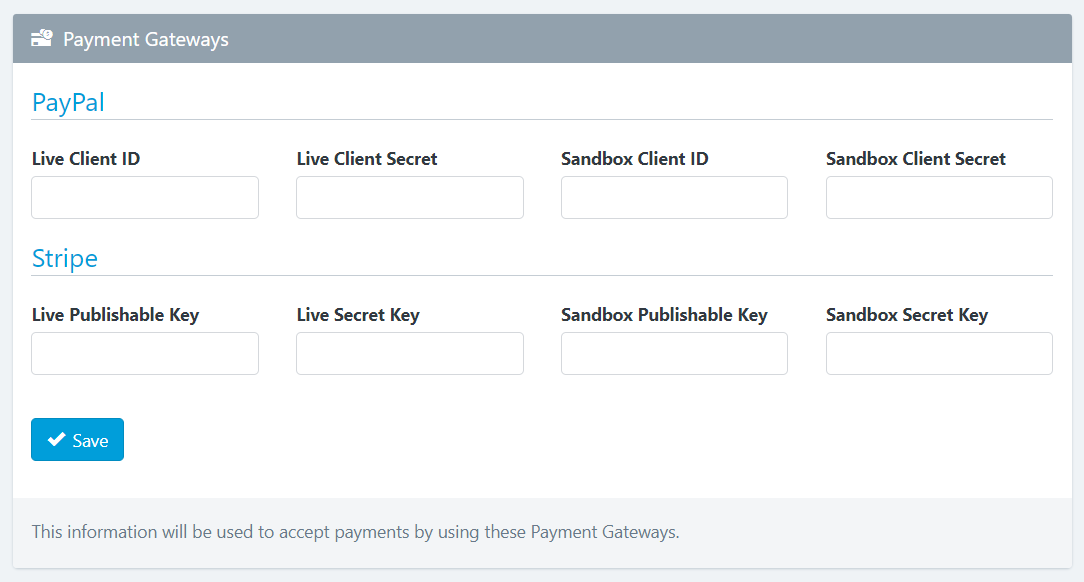 Payment Gateways
PayPal
Live Client ID Live Client Secret Sandbox Client ID Sandbox Client Secret
Stripe
Live Publishable Key Live Secret Key Sandbox Publishable Key Sandbox Secret Key
Save
This information will be used to accept payments by using these Payment Gateways.